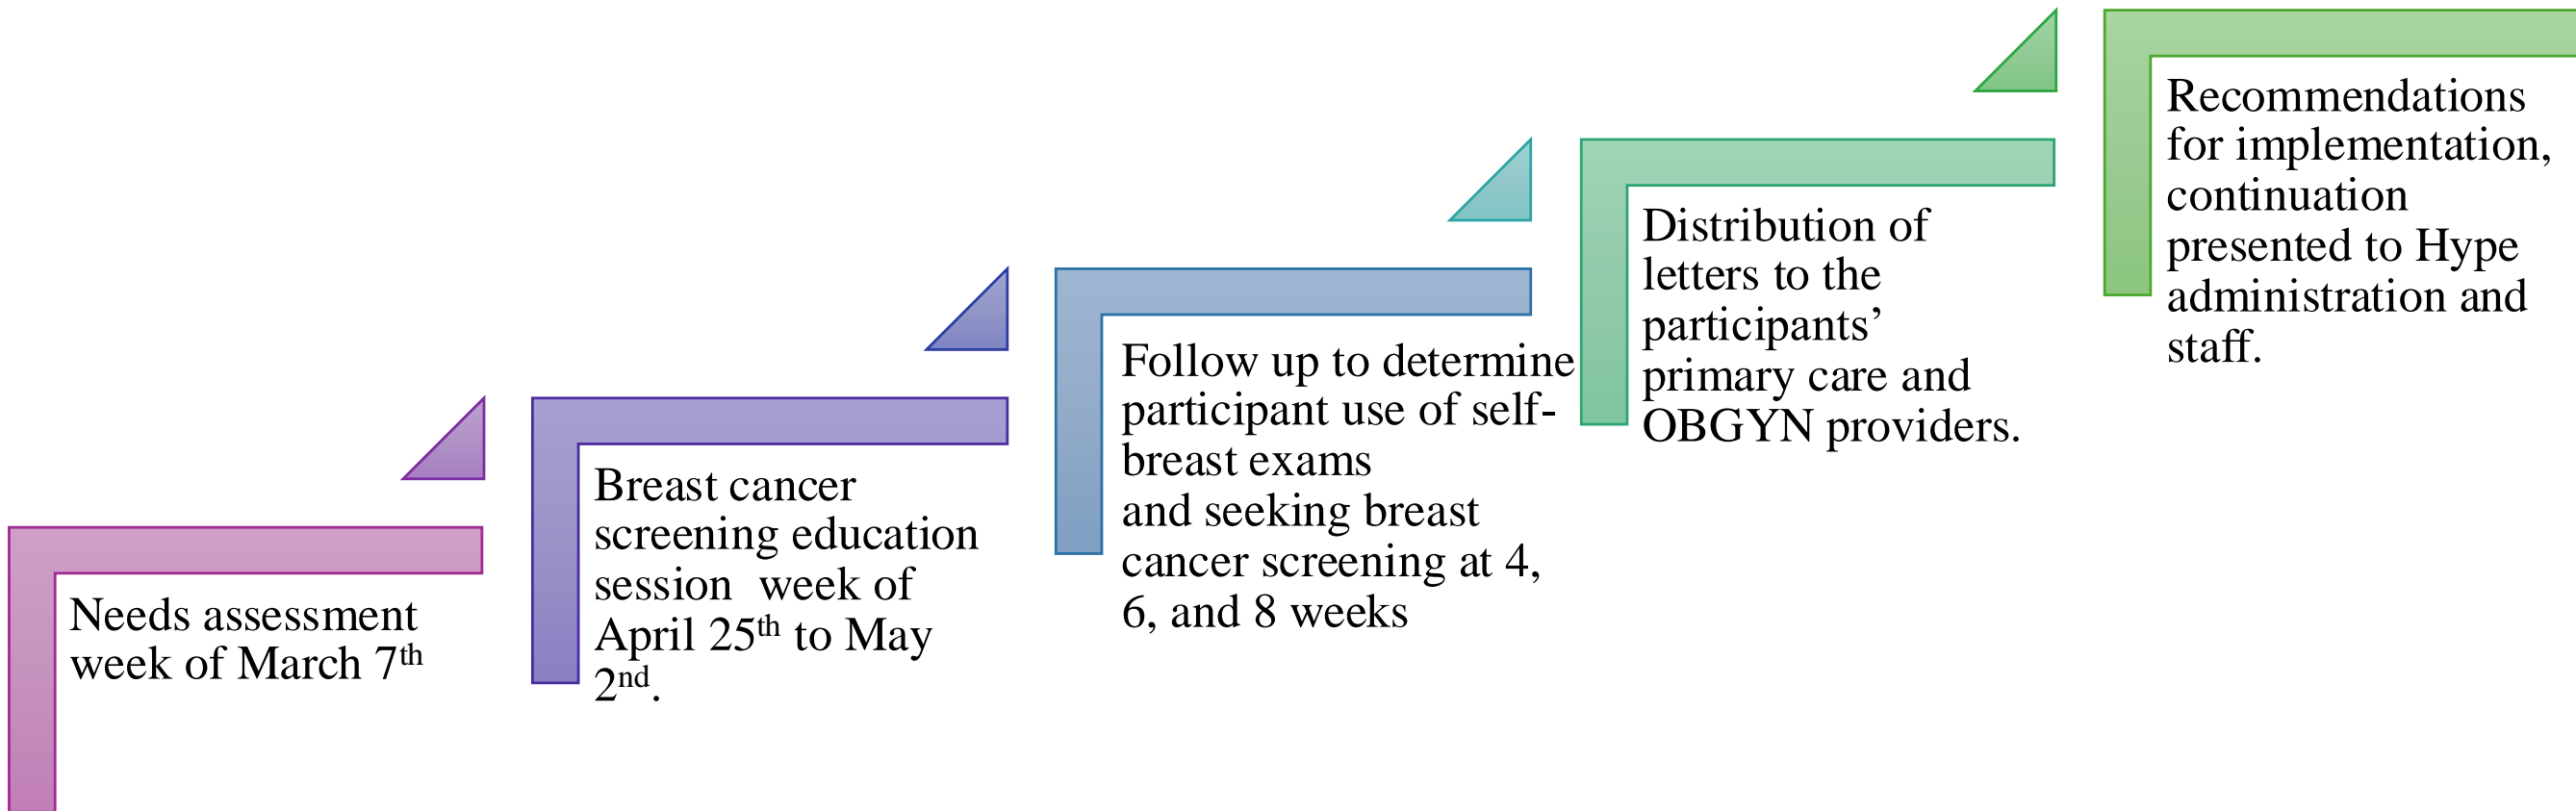 Needs assessment
week of March 7th
Breast cancer
screening education
session  week of
April 25th to May
2nd.
Follow up to determine
participant use of self-
breast exams
and seeking breast
cancer screening at 4,
6, and 8 weeks
Distribution of
letters to the
participants’
primary care and
OBGYN providers.
Recommendations
for implementation,
continuation
presented to Hype
administration and
staff.